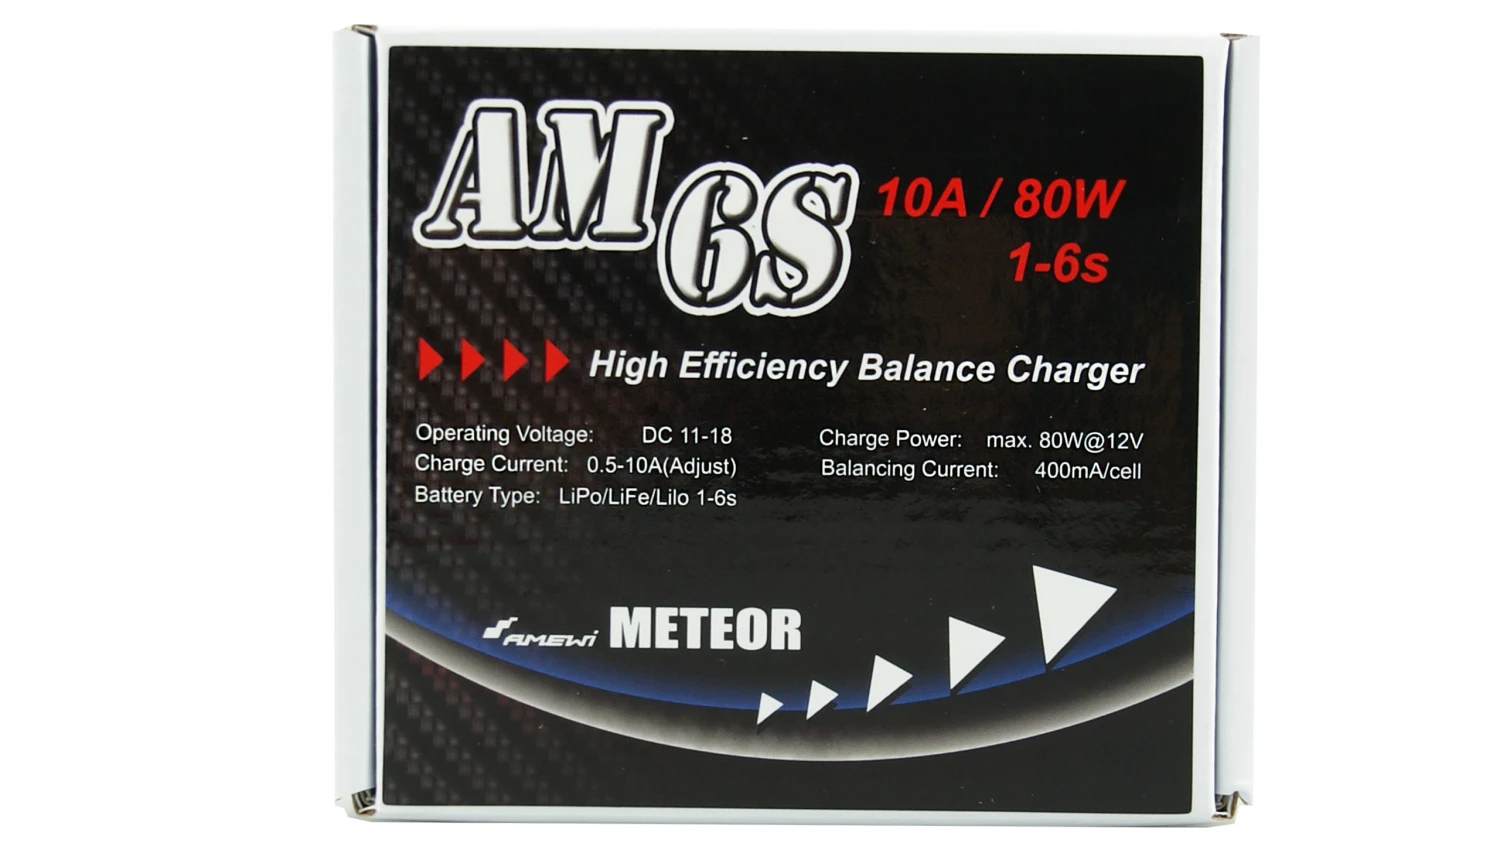 AM 6S
10A / 80W
1-6s
High Efficiency Balance Charger
Operating Voltage: DC 11-18
Charge Current: 0.5-10A(Adjust)
Battery Type: LiPo/LiFe/LiIo 1-6s
Charge Power: max. 80W@12V
Balancing Current: 400mA/cell
AMEWi METEOR